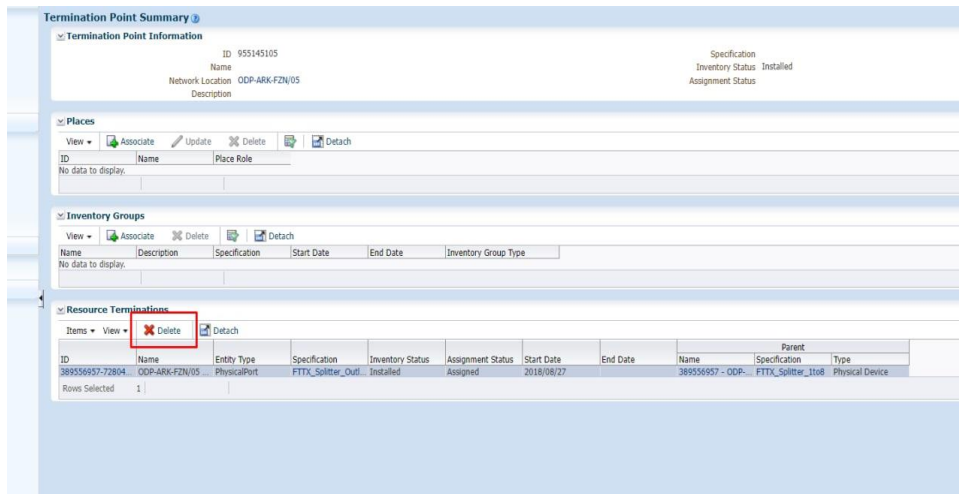 Termination Point Summary
Termination Point Information
ID 955145105
Specification
Name
Inventory Status Installed
Network Location ODP-ARK-FZN/05
Assignment Status
Description
Places
View Associate Update Delete Detach
ID Name Place Role
No data to display.
Inventory Groups
View Associate Delete Detach
Name Description Specification Start Date End Date Inventory Group Type
No data to display.
Resource Terminations
Items View Delete Detach
Parent
ID Name Entity Type Specification Inventory Status Assignment Status Start Date End Date Name Specification Type
389556957-72804... ODP-ARK-FZN/05 ... PhysicalPort FTTX_Splitter_Outl... Installed Assigned 2018/08/27 389556957 - ODP-... FTTX_Splitter_1to8 Physical Device
Rows Selected 1